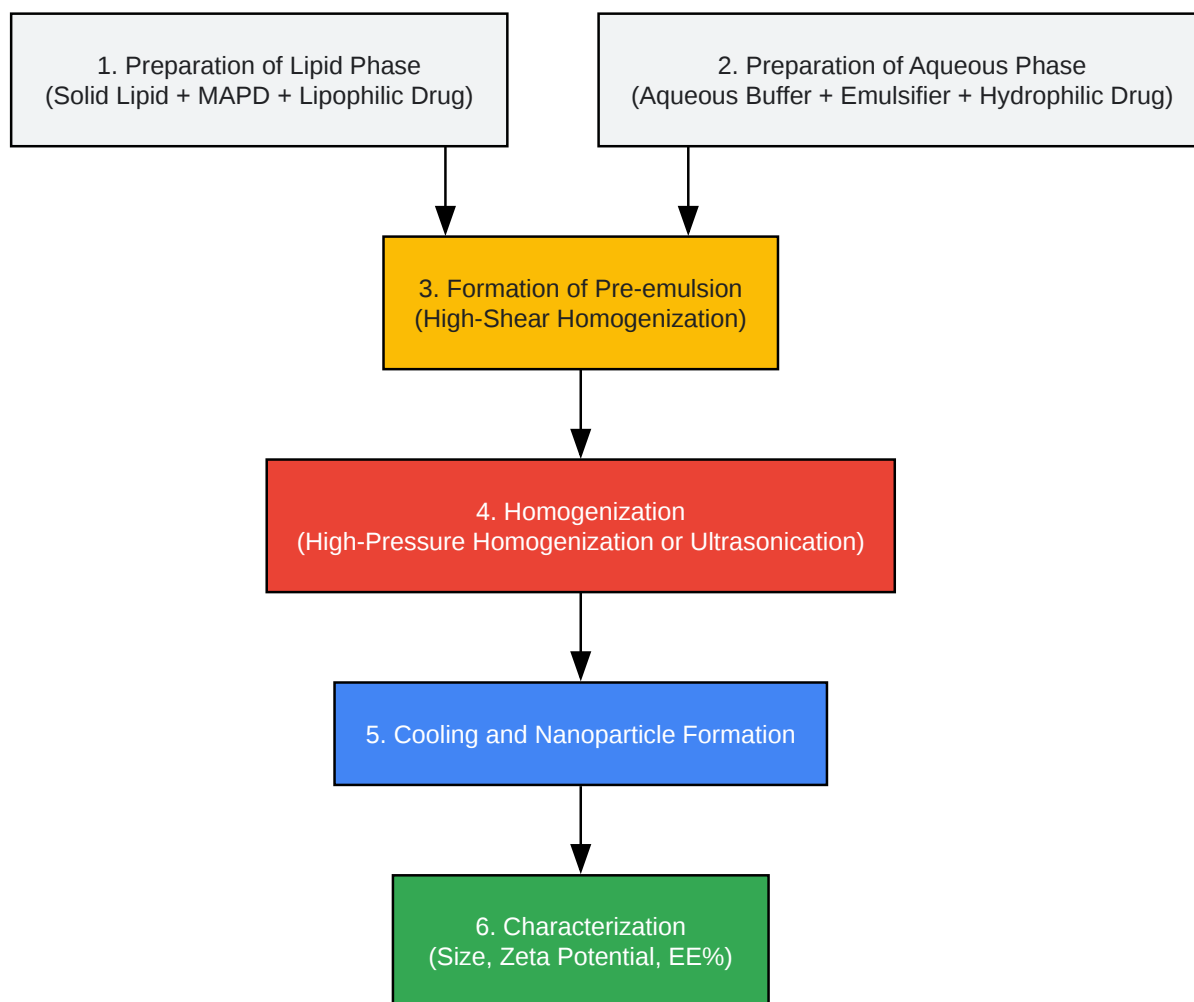 1. Preparation of Lipid Phase
(Solid Lipid + MAPD + Lipophilic Drug)
2. Preparation of Aqueous Phase
(Aqueous Buffer + Emulsifier + Hydrophilic Drug)
3. Formation of Pre-emulsion
(High-Shear Homogenization)
4. Homogenization
(High-Pressure Homogenization or Ultrasonication)
5. Cooling and Nanoparticle Formation
6. Characterization
(Size, Zeta Potential, EE%)